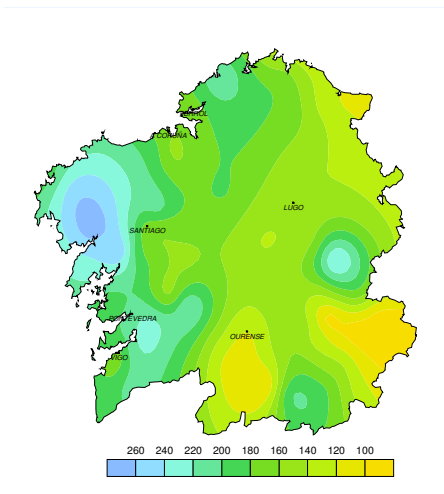 FERROL
A CORUÑA
LUGO
SANTIAGO
PONTEVEDRA
OURENSE
VIGO
260 240 220 200 180 160 140 120 100